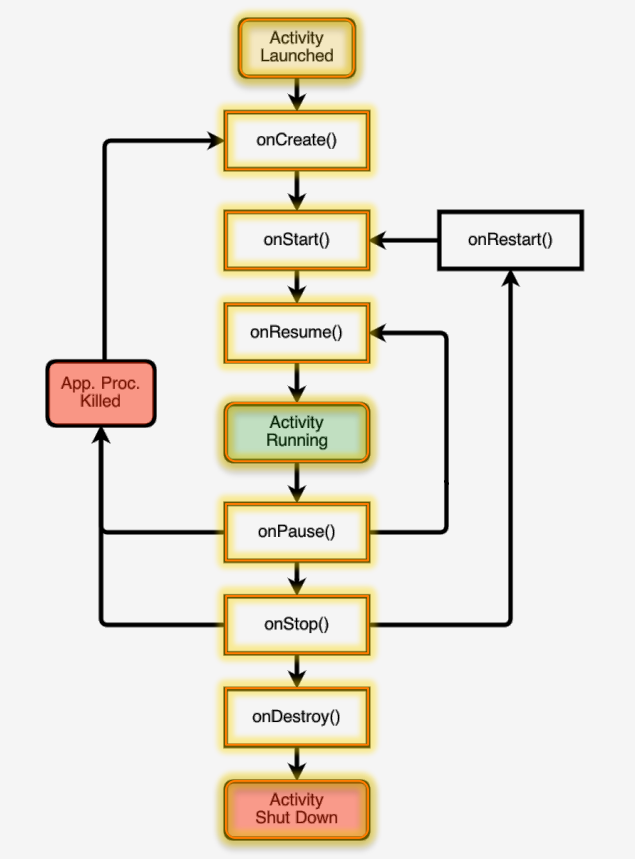 Activity
Launched
onCreate()
onStart()
onRestart()
onResume()
App. Proc.
Killed
Activity
Running
onPause()
onStop()
onDestroy()
Activity
Shut Down